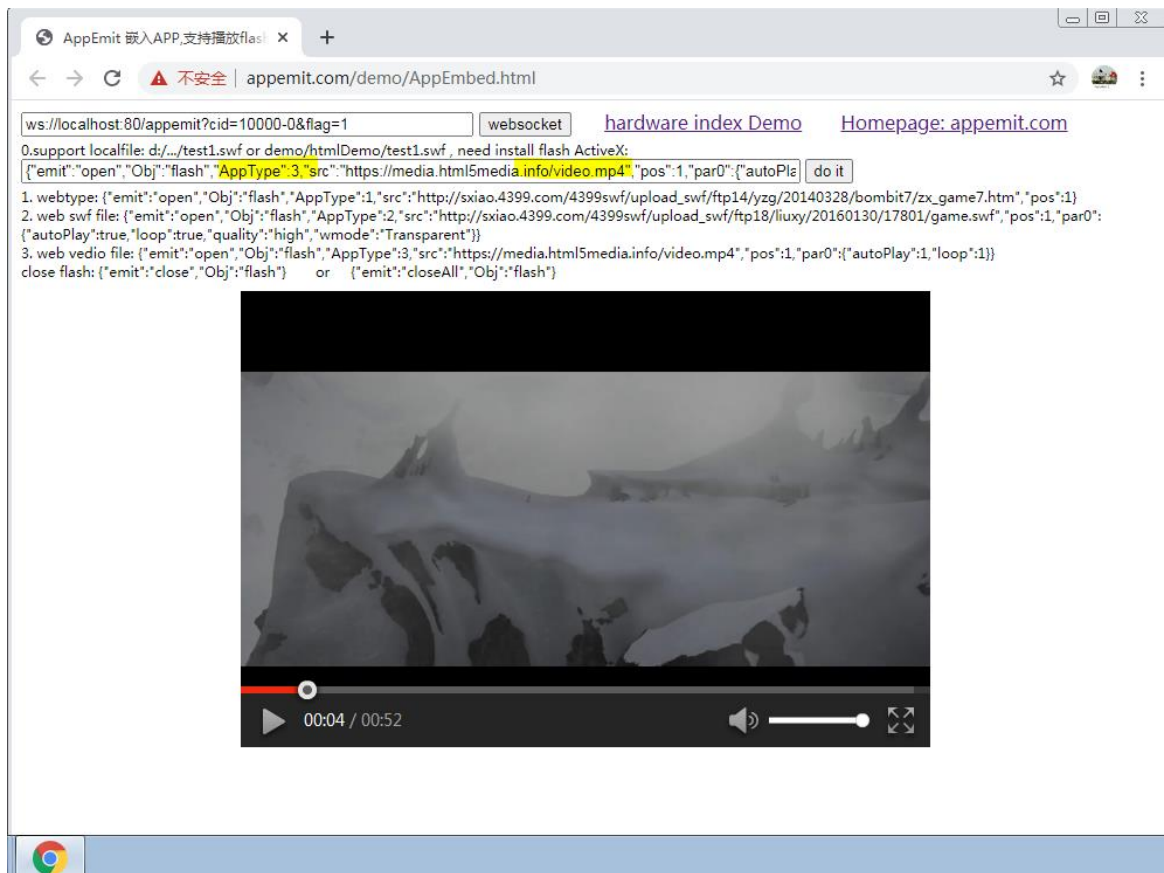 AppEmit 嵌入APP,支持播放flas
不安全 | appemit.com/demo/AppEmbed.html
ws://localhost:80/appemit?cid=10000-0&flag=1 websocket hardware index Demo Homepage: appemit.com
0.support localfile: d:/.../test1.swf or demo/htmlDemo/test1.swf , need install flash ActiveX:
{"emit":"open","Obj":"flash","AppType":3,"src":"https://media.html5media.info/video.mp4","pos":1,"par0":{"autoPla do it
1. webtype: {"emit":"open","Obj":"flash","AppType":1,"src":"http://sxiao.4399.com/4399swf/upload_swf/ftp14/yzg/20140328/bombit7/zx_game7.htm","pos":1}
2. web swf file: {"emit":"open","Obj":"flash","AppType":2,"src":"http://sxiao.4399.com/4399swf/upload_swf/ftp18/liuxy/20160130/17801/game.swf","pos":1,"par0":
{"autoPlay":true,"loop":true,"quality":"high","wmode":"Transparent"}}
3. web vedio file: {"emit":"open","Obj":"flash","AppType":3,"src":"https://media.html5media.info/video.mp4","pos":1,"par0":{"autoPlay":1,"loop":1}}
close flash: {"emit":"close","Obj":"flash"} or {"emit":"closeAll","Obj":"flash"}
00:04 / 00:52